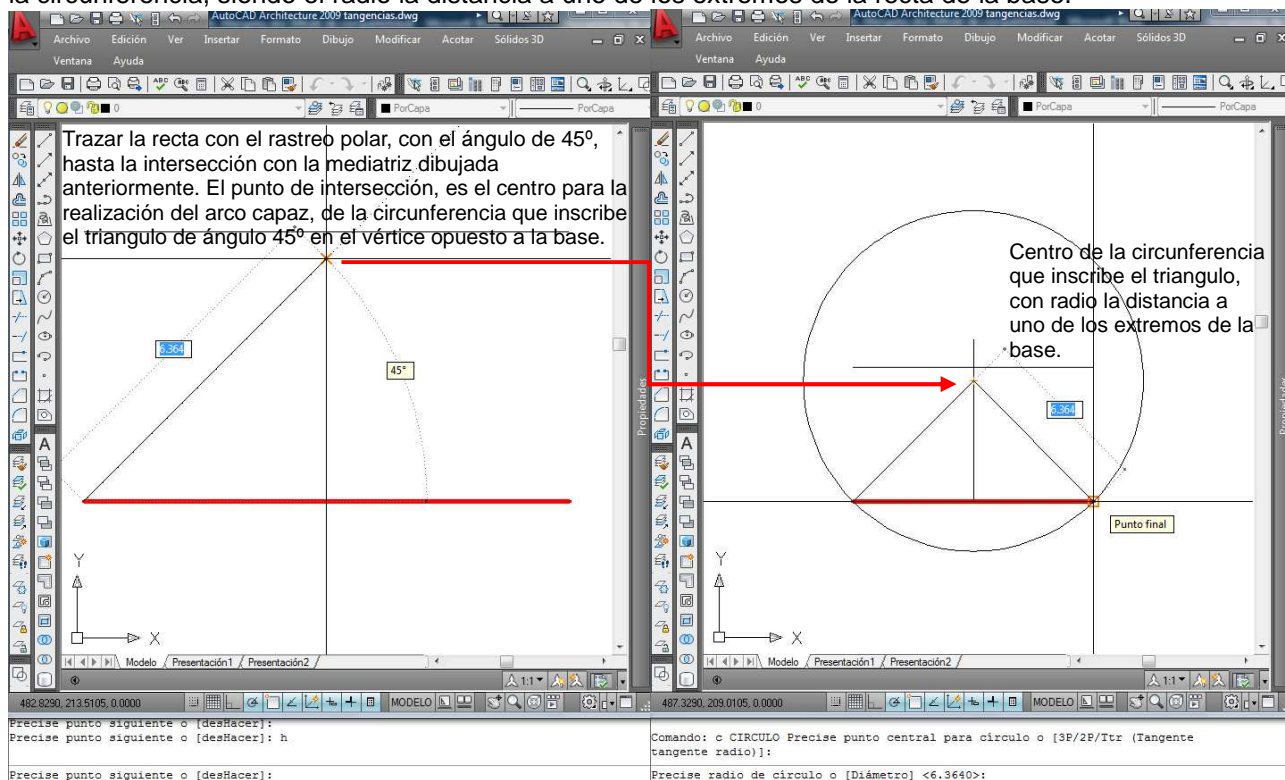 la circunferencia, siendo el radio la distancia a uno de los extremos de la recta de la base.
AutoCAD Architecture 2009 tangencias.dwg
Archivo Edición Ver Insertar Formato Dibujo Modificar Acotar Sólidos 3D
Ventana Ayuda
0 PorCapa PorCapa
Trazar la recta con el rastreo polar, con el ángulo de 45º,
hasta la intersección con la mediatriz dibujada
anteriormente. El punto de intersección, es el centro para la
realización del arco capaz, de la circunferencia que inscribe
el triangulo de ángulo 45º en el vértice opuesto a la base.
6.364
45°
Propiedades
Y
X
Modelo Presentación1 Presentación2
1:1
482.8290, 213.5105, 0.0000 MODELO
Precise punto siguiente o [desHacer]:
Precise punto siguiente o [desHacer]: h
Precise punto siguiente o [desHacer]:
AutoCAD Architecture 2009 tangencias.dwg
Archivo Edición Ver Insertar Formato Dibujo Modificar Acotar Sólidos 3D
Ventana Ayuda
0 PorCapa PorCapa
Centro de la circunferencia
que inscribe el triangulo,
con radio la distancia a
uno de los extremos de la
base.
6.364
Punto final
Propiedades
Y
X
Modelo Presentación1 Presentación2
1:1
487.3290, 209.0105, 0.0000 MODELO
Comando: c CIRCULO Precise punto central para círculo o [3P/2P/Ttr (Tangente
tangente radio)]:
Precise radio de círculo o [Diámetro] <6.3640>: